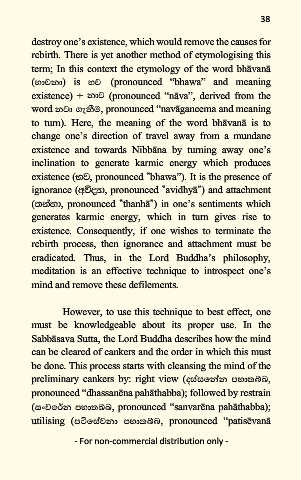 38
destroy one's existence, which would remove the causes for
rebirth. There is yet another method of etymologising this
term; In this context the etymology of the word bhāvanā
(භාවනා) is භව (pronounced “bhawa” and meaning
existence) + නාව (pronounced “nāva”, derived from the
word නවා ගැනීම, pronounced “navāganeema and meaning
to turn). Here, the meaning of the word bhāvanā is to
change one's direction of travel away from a mundane
existence and towards Nibbāna by turning away one's
inclination to generate karmic energy which produces
existence (භව, pronounced "bhawa”). It is the presence of
ignorance (අවිද්‍යා, pronounced "avidhyā") and attachment
(තණ්හා, pronounced "thanhā") in one's sentiments which
generates karmic energy, which in turn gives rise to
existence. Consequently, if one wishes to terminate the
rebirth process, then ignorance and attachment must be
eradicated. Thus, in the Lord Buddha's philosophy,
meditation is an effective technique to introspect one's
mind and remove these defilements.
However, to use this technique to best effect, one
must be knowledgeable about its proper use. In the
Sabbāsava Sutta, the Lord Buddha describes how the mind
can be cleared of cankers and the order in which this must
be done. This process starts with cleansing the mind of the
preliminary cankers by: right view (දස්සනේන පහාතබ්බ,
pronounced “dhassanēna pahāthabba); followed by restrain
(සංවරේන පහාතබ්බ, pronounced “sanvarēna pahāthabba);
utilising (පටිසේවනා පහාතබ්බ, pronounced “patisēvanā
- For non-commercial distribution only -